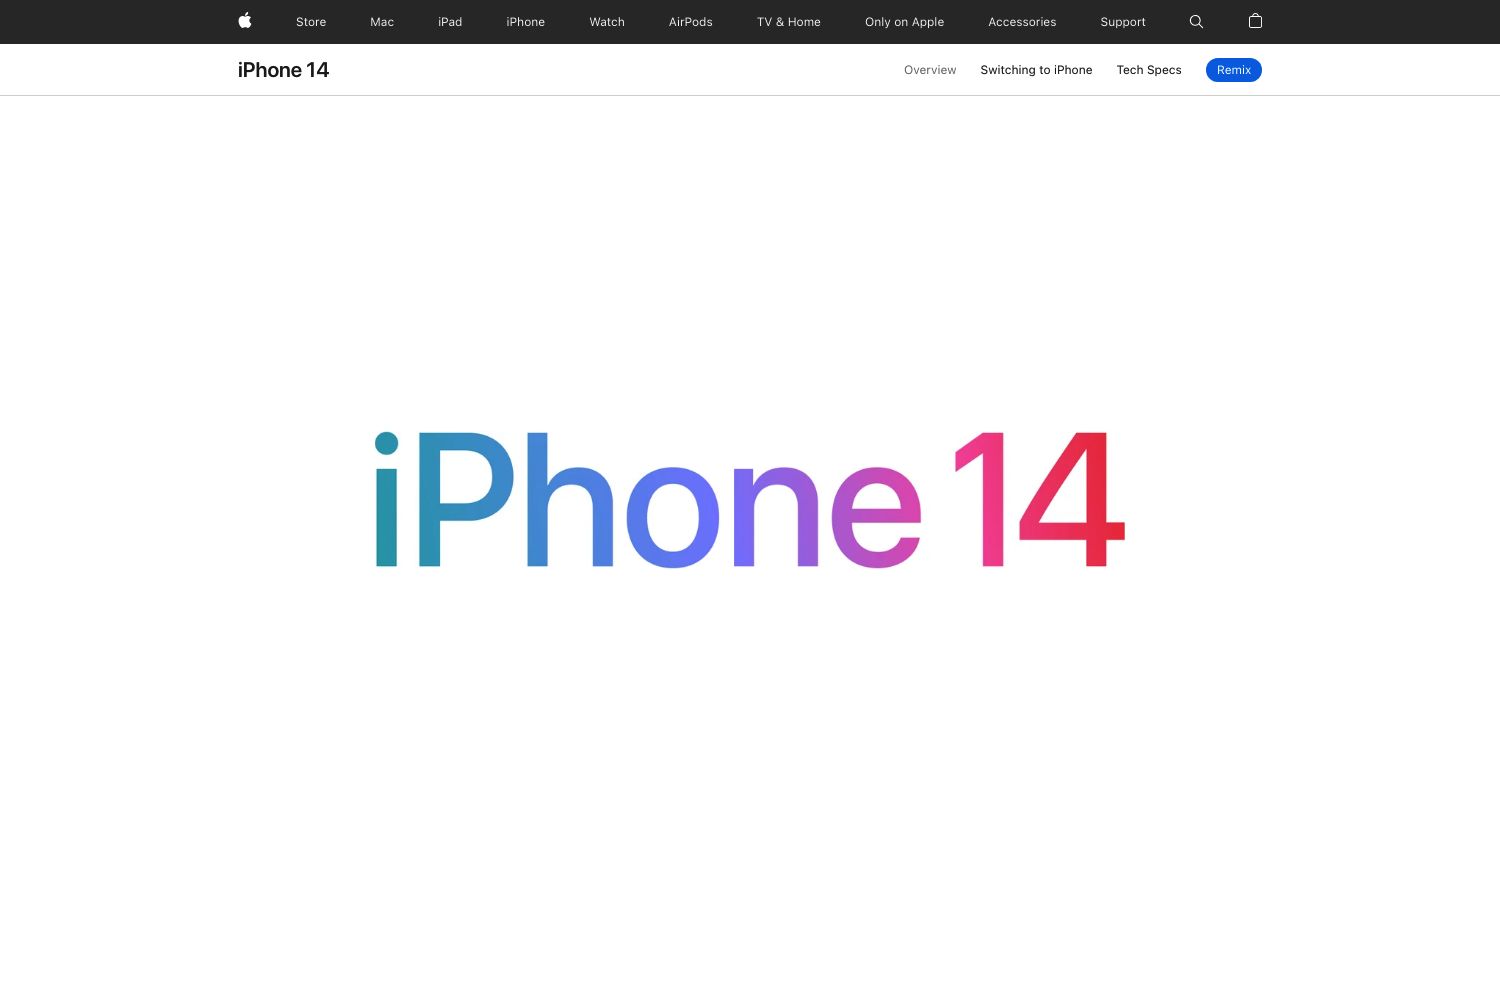 Store Mac iPad iPhone Watch AirPods TV & Home Only on Apple Accessories Support
iPhone 14 Overview Switching to iPhone Tech Specs Remix
iPhone 14